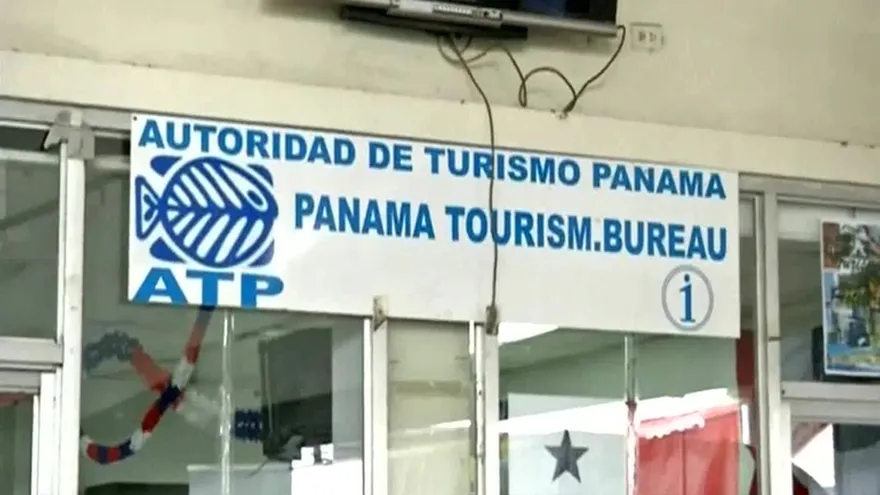 AUTORIDAD DE TURISMO PANAMA
PANAMA TOURISM.BUREAU
ATP
i